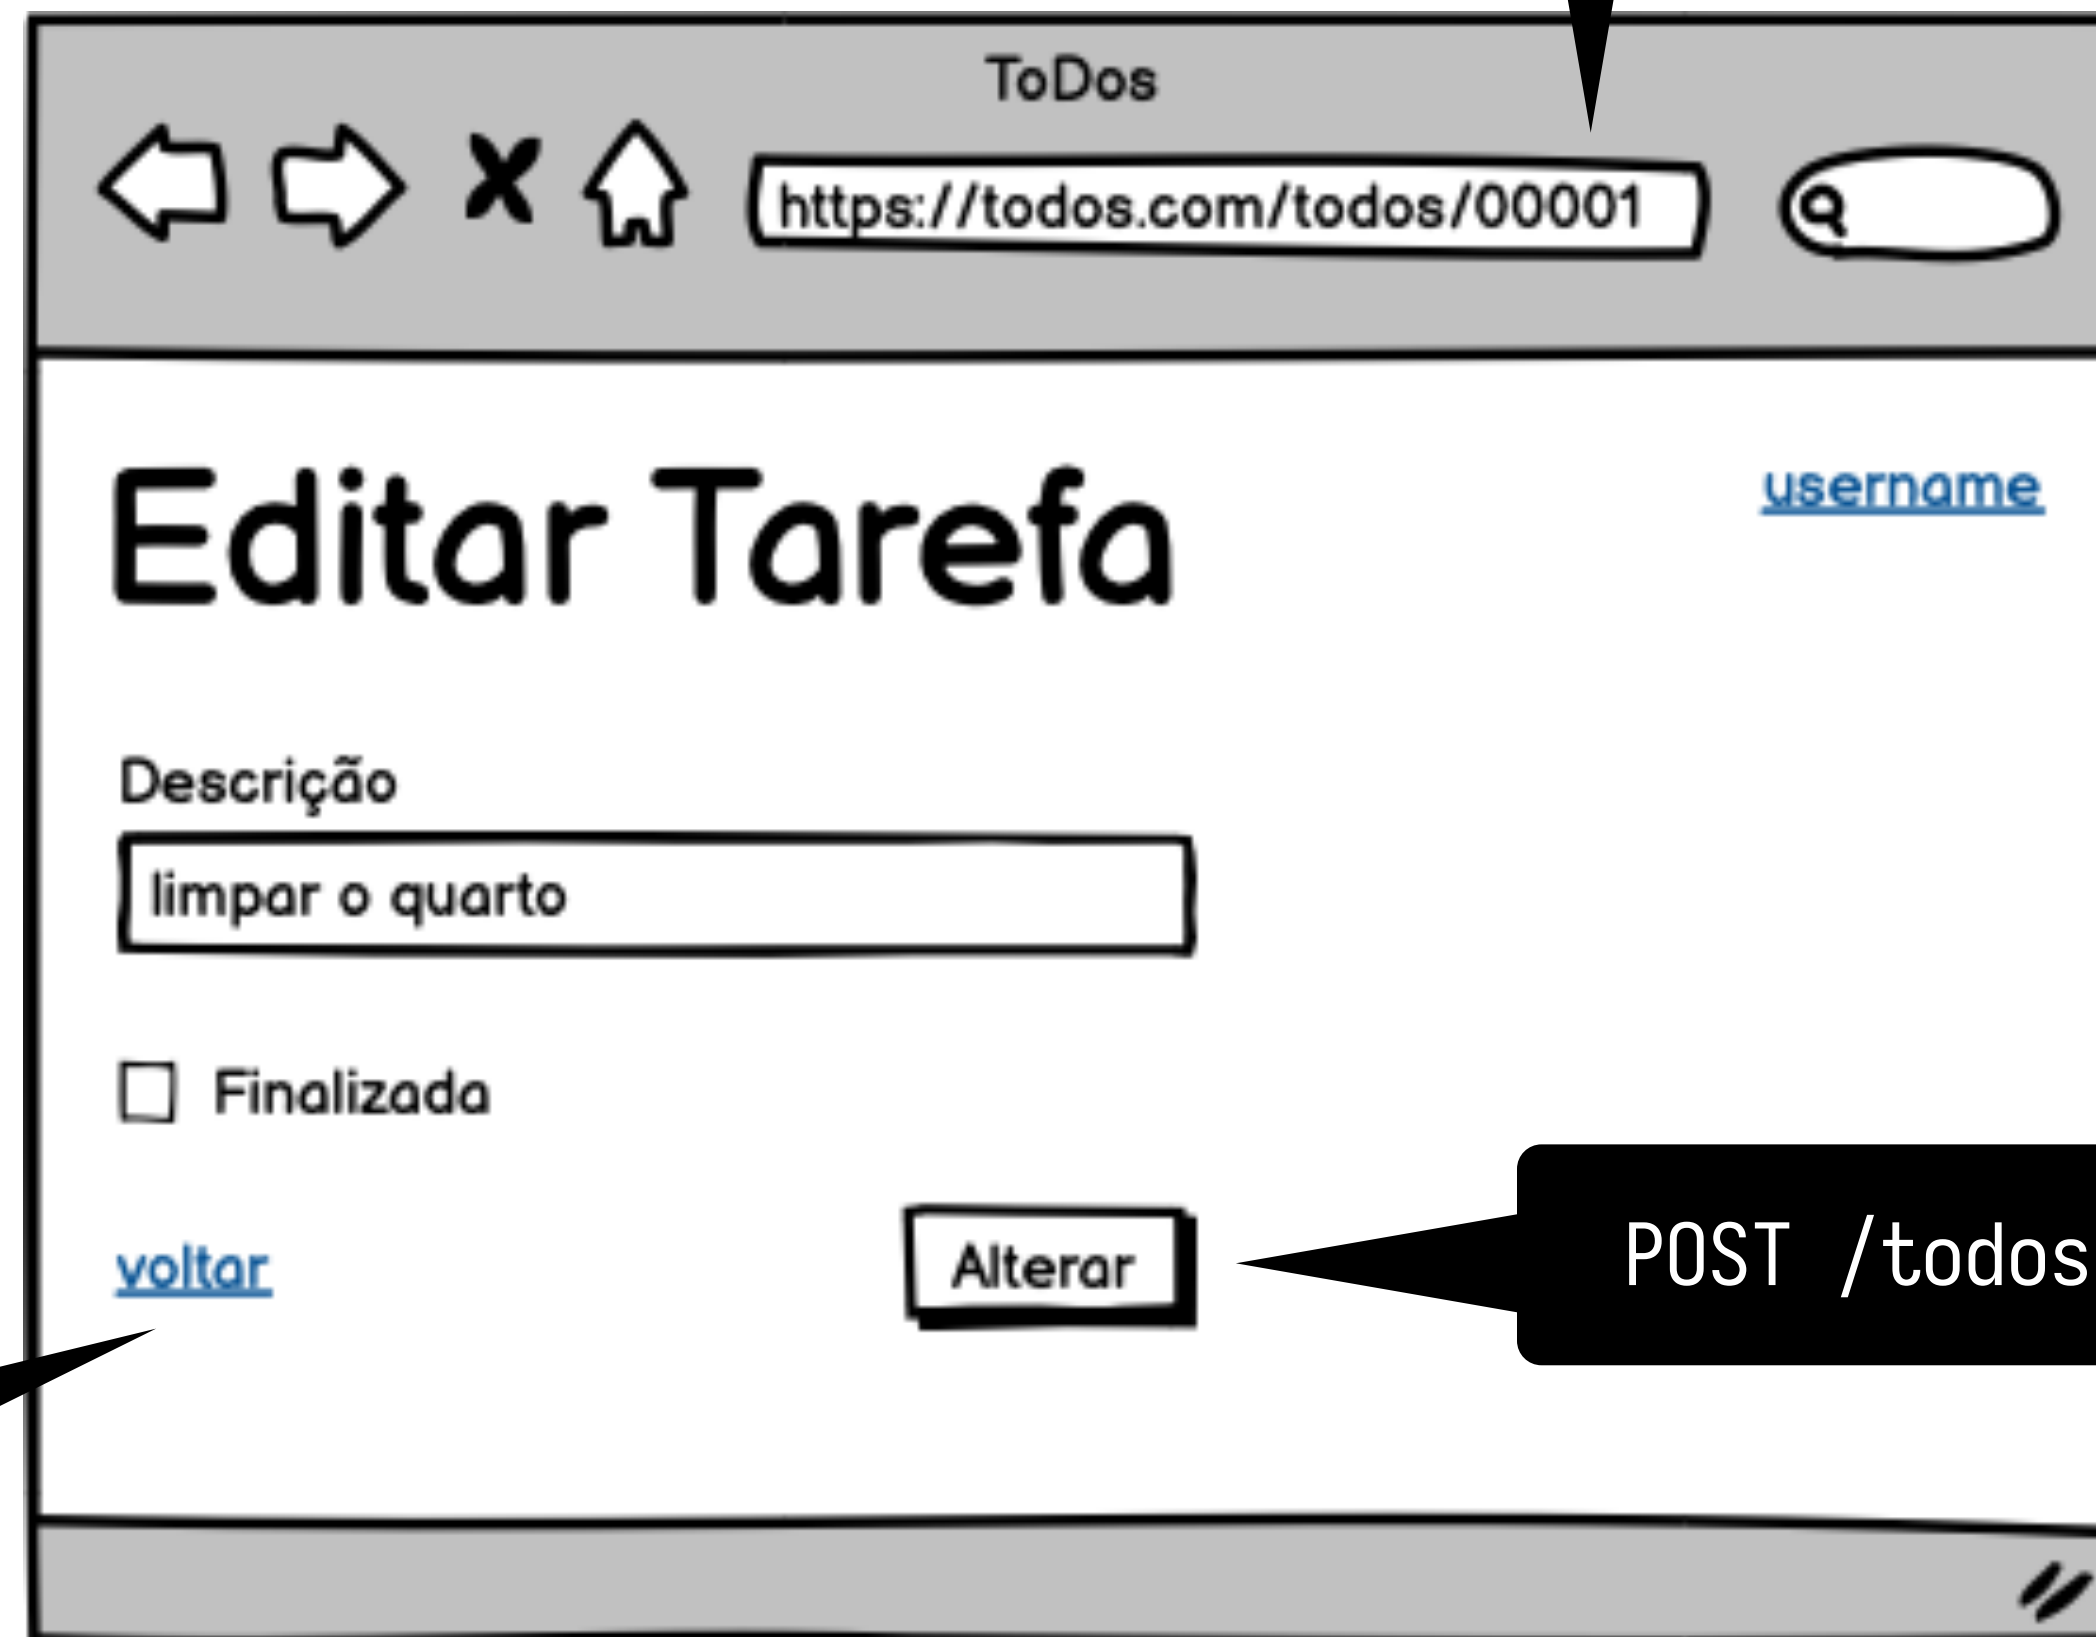 ToDos
https://todos.com/todos/00001
Editar Tarefa
username
Descrição
limpar o quarto
Finalizada
voltar
Alterar
POST /todos